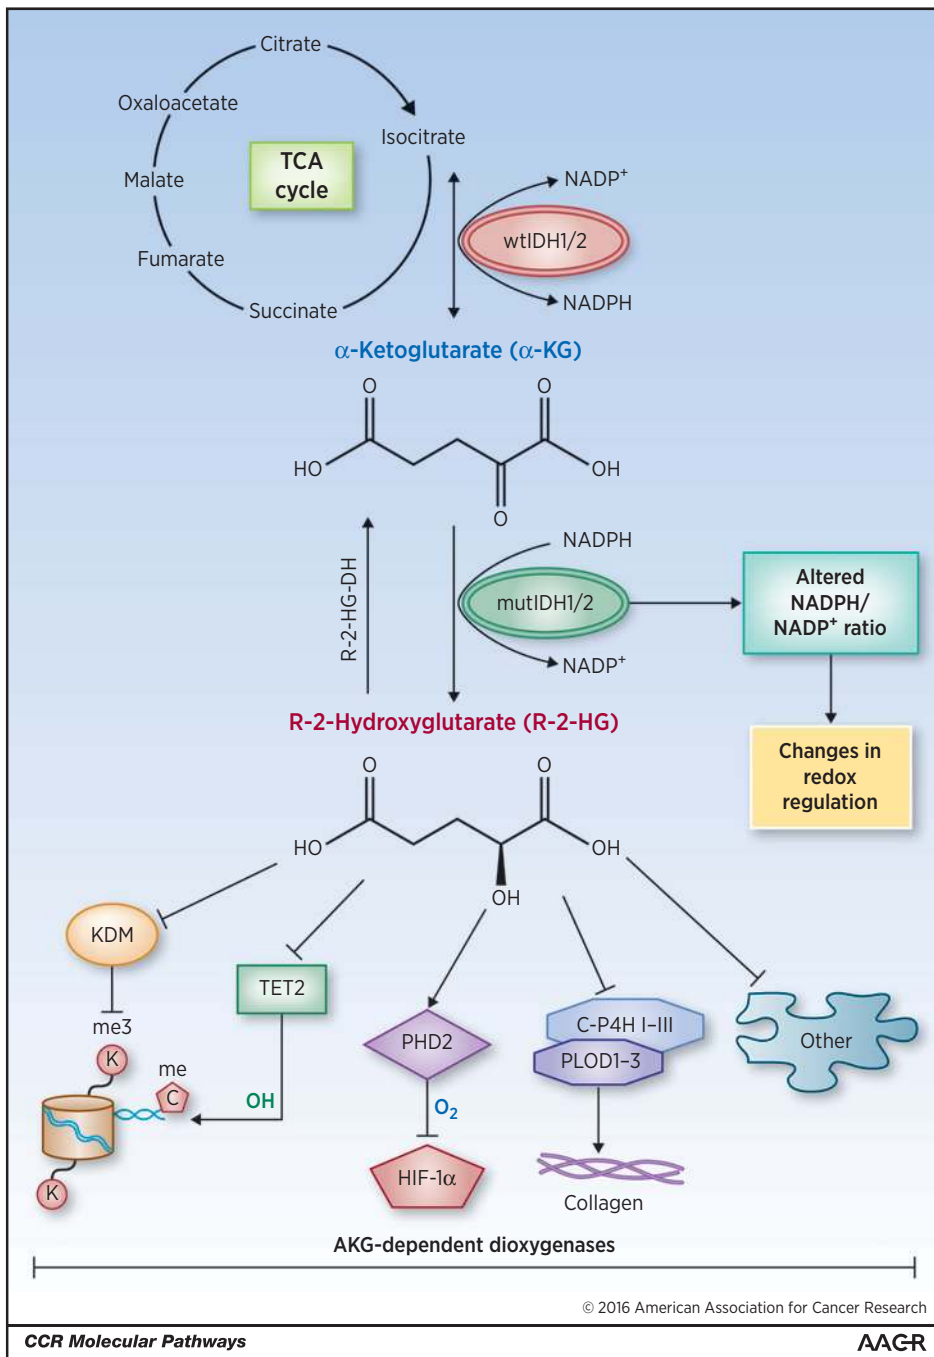 Citrate
Oxaloacetate
Isocitrate
TCA
cycle
Malate
Fumarate
Succinate
NADP+
wtIDH1/2
NADPH
α-Ketoglutarate (α-KG)
O
O
HO
OH
O
R-2-HG-DH
NADPH
mutIDH1/2
NADP+
Altered
NADPH/
NADP+ ratio
R-2-Hydroxyglutarate (R-2-HG)
Changes in
redox
regulation
O
O
HO
OH
OH
KDM
TET2
me3
K
me
C
OH
K
PHD2
O2
HIF-1α
C-P4H I–III
PLOD1–3
Collagen
Other
AKG-dependent dioxygenases
© 2016 American Association for Cancer Research
CCR Molecular Pathways
AACR